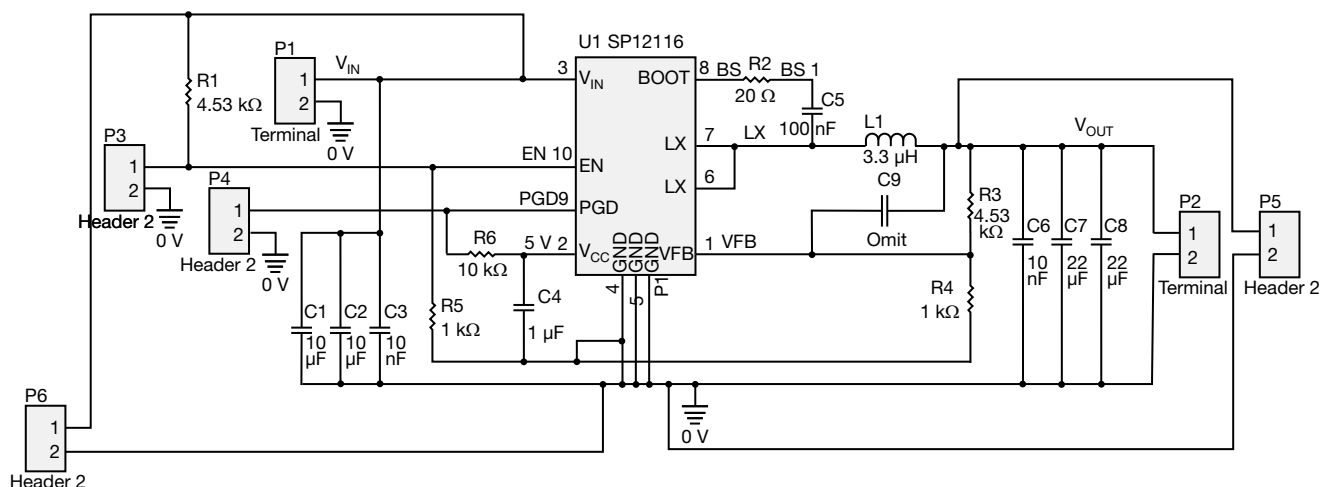 U1 SP12116
P1
1
2
Terminal
0 V
V_IN
R1
4.53 kΩ
P3
1
2
Header 2
0 V
P4
1
2
Header 2
0 V
3
V_IN
EN 10
EN
PGD9
PGD
5 V 2
V_CC
R6
10 kΩ
C4
1 µF
R5
1 kΩ
C1
10
µF
C2
10
µF
C3
10
nF
GND
GND
GND
4
5
P1
BOOT
8
BS
R2
20 Ω
BS 1
C5
100 nF
LX
7
LX
LX
6
VFB
1
VFB
L1
3.3 µH
C9
Omit
R3
4.53
kΩ
R4
1 kΩ
V_OUT
C6
10
nF
C7
22
µF
C8
22
µF
P2
1
2
Terminal
P5
1
2
Header 2
P6
1
2
Header 2
0 V